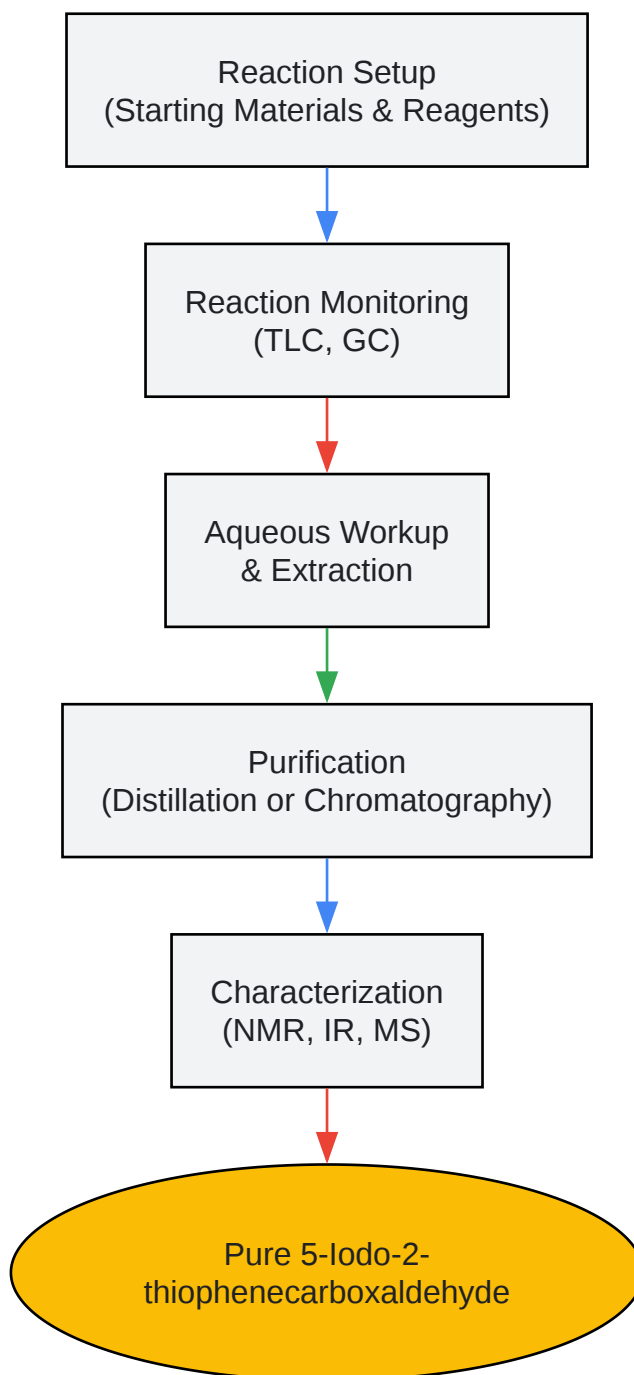 Reaction Setup
(Starting Materials & Reagents)
Reaction Monitoring
(TLC, GC)
Aqueous Workup
& Extraction
Purification
(Distillation or Chromatography)
Characterization
(NMR, IR, MS)
Pure 5-Iodo-2-
thiophenecarboxaldehyde